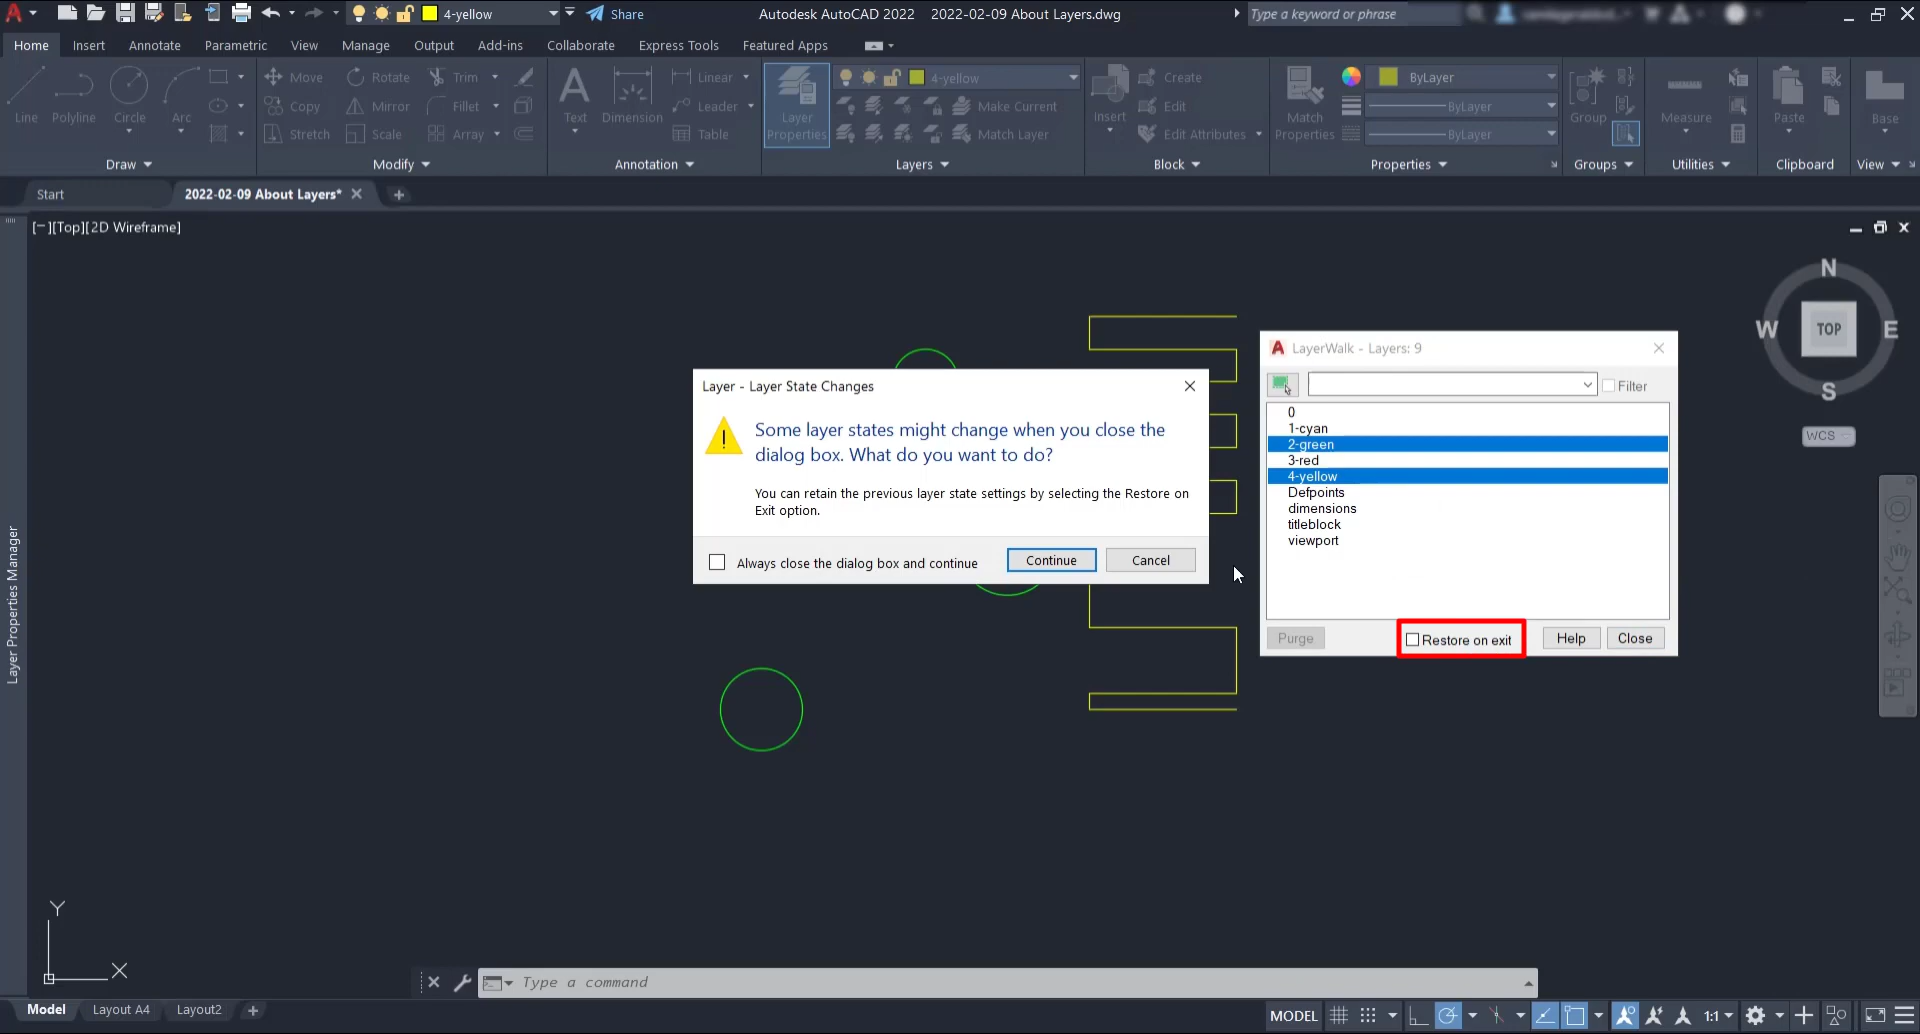 4-yellow
Share
Autodesk AutoCAD 2022 2022-02-09 About Layers.dwg
Type a keyword or phrase
Home Insert Annotate Parametric View Manage Output Add-ins Collaborate Express Tools Featured Apps
Line Polyline Circle Arc
Draw
Move Rotate Trim
Copy Mirror Fillet
Stretch Scale Array
Modify
Text Dimension
Linear
Leader
Table
Annotation
Layer Properties
4-yellow
Make Current
Match Layer
Layers
Insert
Create
Edit
Edit Attributes
Block
Match Properties
ByLayer
ByLayer
ByLayer
Properties
Group
Groups
Measure
Utilities
Paste
Clipboard
Base
View
Start
2022-02-09 About Layers*
[−][Top][2D Wireframe]
N
W TOP E
S
WCS
Layer Properties Manager
Layer - Layer State Changes
Some layer states might change when you close the
dialog box. What do you want to do?
You can retain the previous layer state settings by selecting the Restore on
Exit option.
Always close the dialog box and continue
Continue Cancel
LayerWalk - Layers: 9
Filter
0
1-cyan
2-green
3-red
4-yellow
Defpoints
dimensions
titleblock
viewport
Purge
Restore on exit
Help Close
Y
X
Type a command
Model Layout A4 Layout2
MODEL
1:1